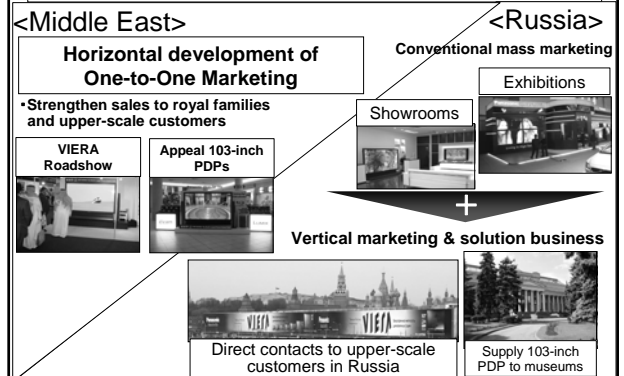 <Middle East>
Horizontal development of
One-to-One Marketing
▪Strengthen sales to royal families
and upper-scale customers
VIERA
Roadshow
Appeal 103-inch
PDPs
<Russia>
Conventional mass marketing
Exhibitions
Showrooms
+
Vertical marketing & solution business
VIERA
VIERA
Direct contacts to upper-scale
customers in Russia
Supply 103-inch
PDP to museums